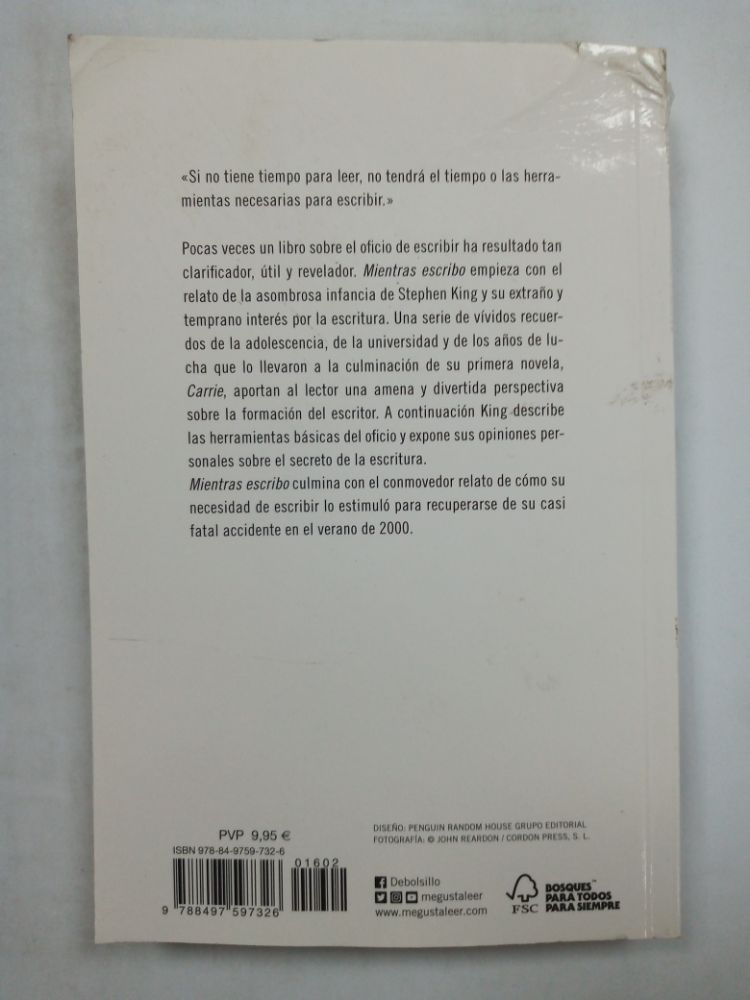 «Si no tiene tiempo para leer, no tendrá el tiempo o las herra-
mientas necesarias para escribir.»
Pocas veces un libro sobre el oficio de escribir ha resultado tan
clarificador, útil y revelador. Mientras escribo empieza con el
relato de la asombrosa infancia de Stephen King y su extraño y
temprano interés por la escritura. Una serie de vívidos recuer-
dos de la adolescencia, de la universidad y de los años de lu-
cha que lo llevaron a la culminación de su primera novela,
Carrie, aportan al lector una amena y divertida perspectiva
sobre la formación del escritor. A continuación King describe
las herramientas básicas del oficio y expone sus opiniones per-
sonales sobre el secreto de la escritura.
Mientras escribo culmina con el conmovedor relato de cómo su
necesidad de escribir lo estimuló para recuperarse de su casi
fatal accidente en el verano de 2000.
PVP 9,95 €
ISBN 978-84-9759-732-6
01602
9 788497 597326
DISEÑO: PENGUIN RANDOM HOUSE GRUPO EDITORIAL
FOTOGRAFÍA: © JOHN REARDON / CORDON PRESS, S. L.
Debolsillo
megustaleer
www.megustaleer.com
FSC
BOSQUES™
PARA TODOS
PARA SIEMPRE